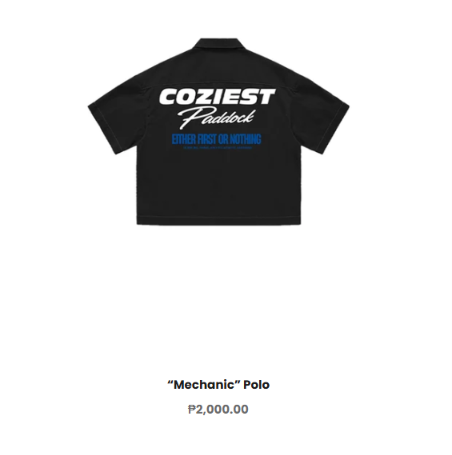 COZIEST
Paddock
EITHER FIRST OR NOTHING
“Mechanic” Polo
₱2,000.00